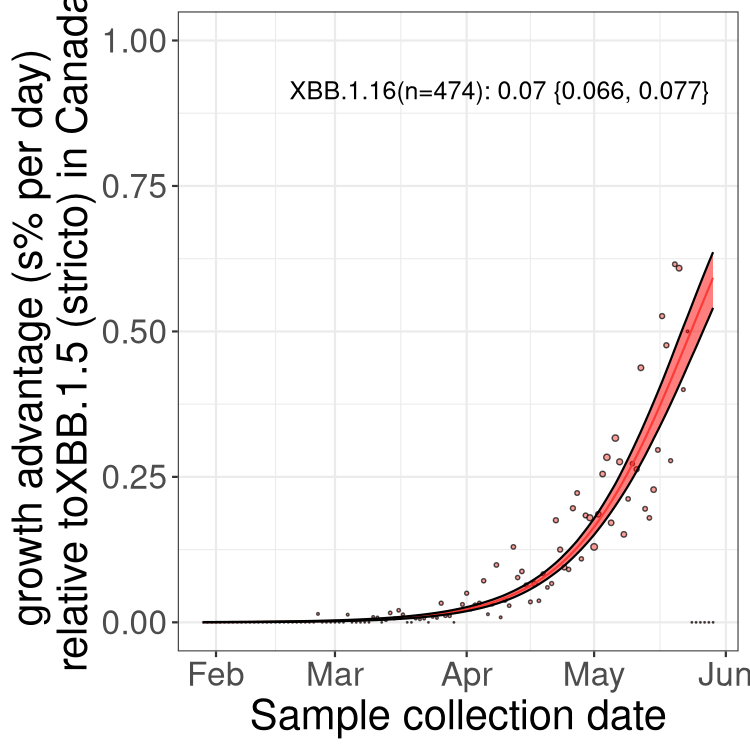 growth advantage (s% per day)
relative toXBB.1.5 (stricto) in Canada
1.00
0.75
0.50
0.25
0.00
XBB.1.16(n=474): 0.07 {0.066, 0.077}
Feb Mar Apr May Jun
Sample collection date